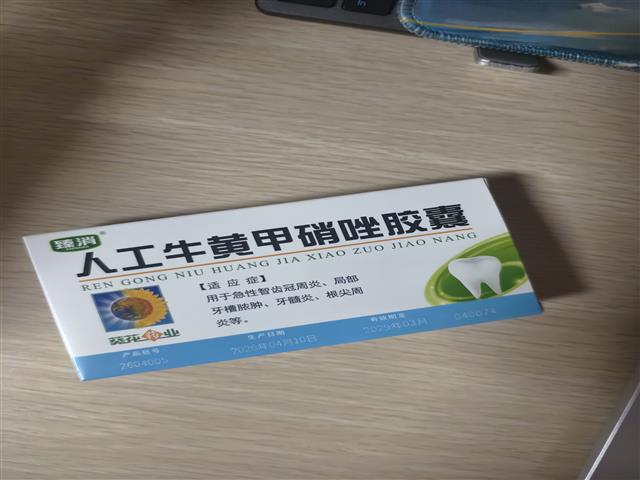 臻消®
人工牛黄甲硝唑胶囊
REN GONG NIU HUANG JIA XIAO ZUO JIAO NANG
【适应症】
用于急性智齿冠周炎、局部
牙槽脓肿、牙髓炎、根尖周
炎等。
葵花药业
产品批号
生产日期
有效期至
2604005
2026年04月10日
2029年03月
040074